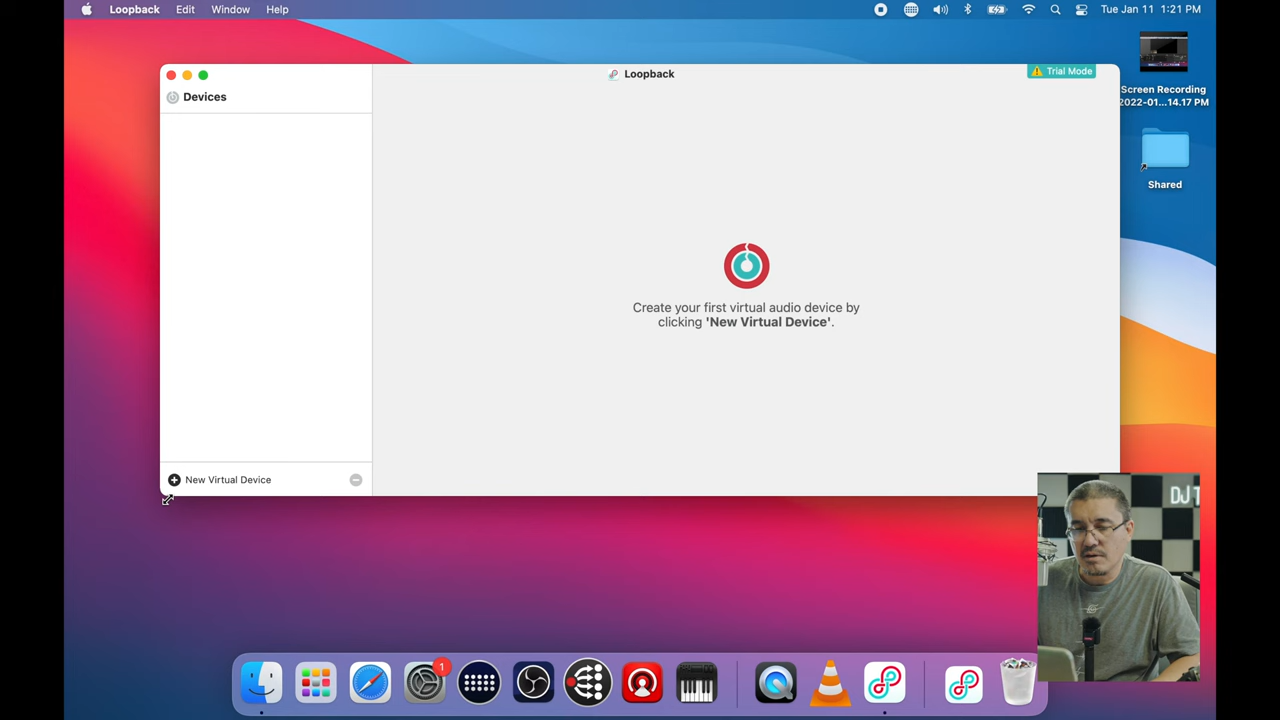 Loopback Edit Window Help
Tue Jan 11 1:21 PM
Loopback
Trial Mode
Devices
Screen Recording
2022-01...14.17 PM
Shared
Create your first virtual audio device by
clicking 'New Virtual Device'.
New Virtual Device
DJ T
1